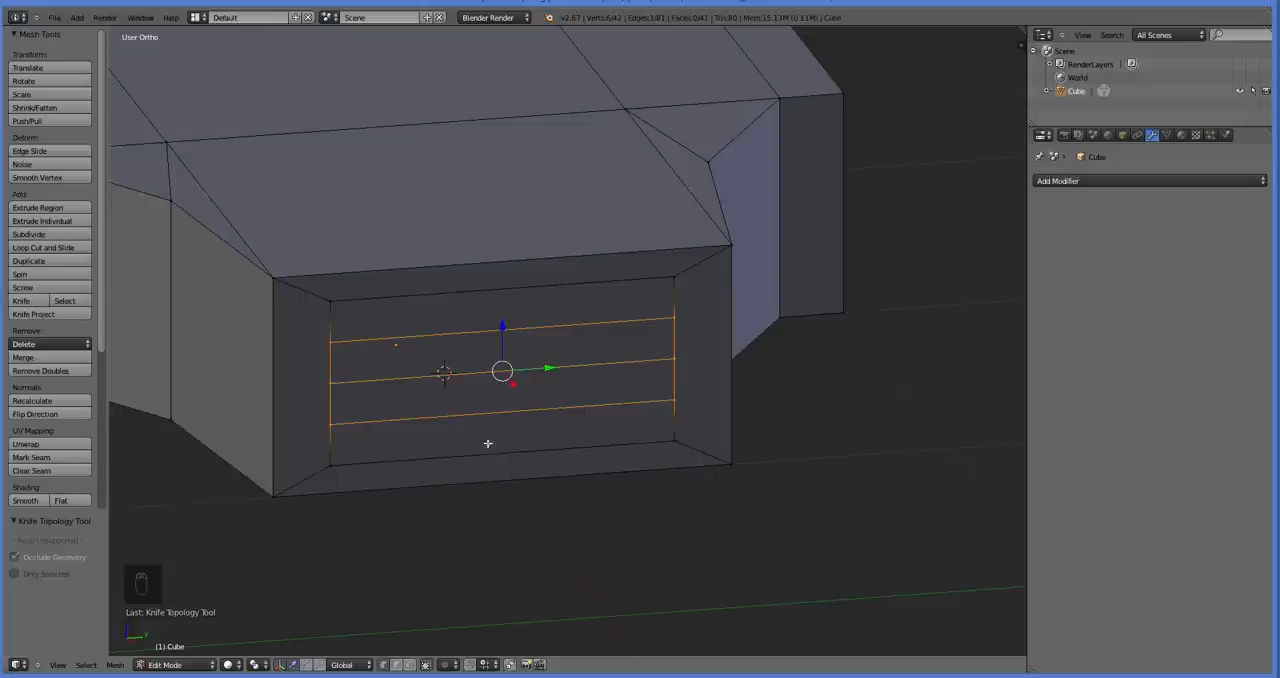 File Add Render Window Help Default Scene Blender Render v2.67 | Verts:6/42 | Edges:3/81 | Faces:0/41 | Tris:80 | Mem:15.13M (0.11M) | Cube
Mesh Tools
Transform:
Translate
Rotate
Scale
Shrink/Fatten
Push/Pull
Deform:
Edge Slide
Noise
Smooth Vertex
Add:
Extrude Region
Extrude Individual
Subdivide
Loop Cut and Slide
Duplicate
Spin
Screw
Knife Select
Knife Project
Remove:
Delete
Merge
Remove Doubles
Normals:
Recalculate
Flip Direction
UV Mapping:
Unwrap
Mark Seam
Clear Seam
Shading:
Smooth Flat
Knife Topology Tool
Redo Unsupported
Occlude Geometry
Only Selected
User Ortho
Last: Knife Topology Tool
Y
(1) Cube
View Select Mesh Edit Mode Global
View Search All Scenes
Scene
RenderLayers
World
Cube
Cube
Add Modifier